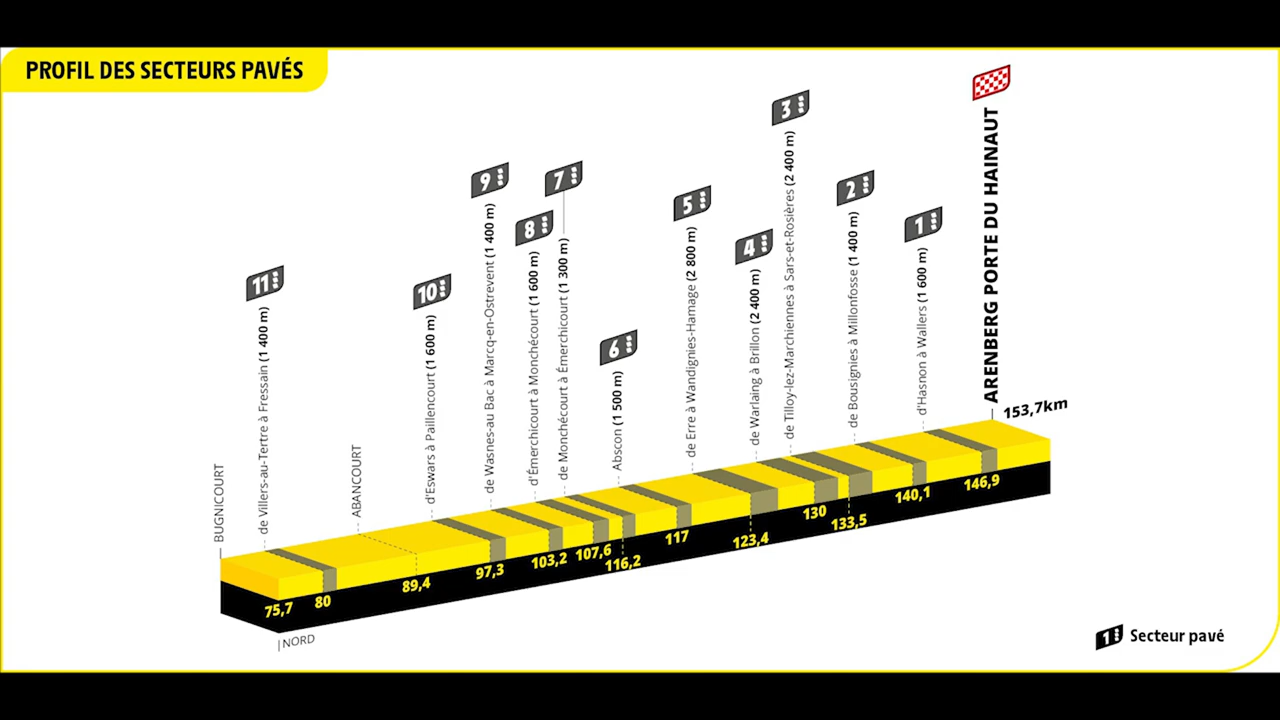 PROFIL DES SECTEURS PAVÉS
BUGNICOURT
11
de Villers-au-Tertre à Fressain (1 400 m)
ABANCOURT
10
d'Eswars à Paillencourt (1 600 m)
9
de Wasnes-au Bac à Marcq-en-Ostrevent (1 400 m)
8
d'Émerchicourt à Monchécourt (1 600 m)
7
de Monchécourt à Émerchicourt (1 300 m)
6
Abscon (1 500 m)
5
de Erre à Wandignies-Hamage (2 800 m)
4
de Warlaing à Brillon (2 400 m)
3
de Tilloy-lez-Marchiennes à Sars-et-Rosières (2 400 m)
2
de Bousignies à Millonfosse (1 400 m)
1
d'Hasnon à Wallers (1 600 m)
ARENBERG PORTE DU HAINAUT
153,7km
75,7
80
89,4
97,3
103,2
107,6
116,2
117
123,4
130
133,5
140,1
146,9
NORD
1 Secteur pavé